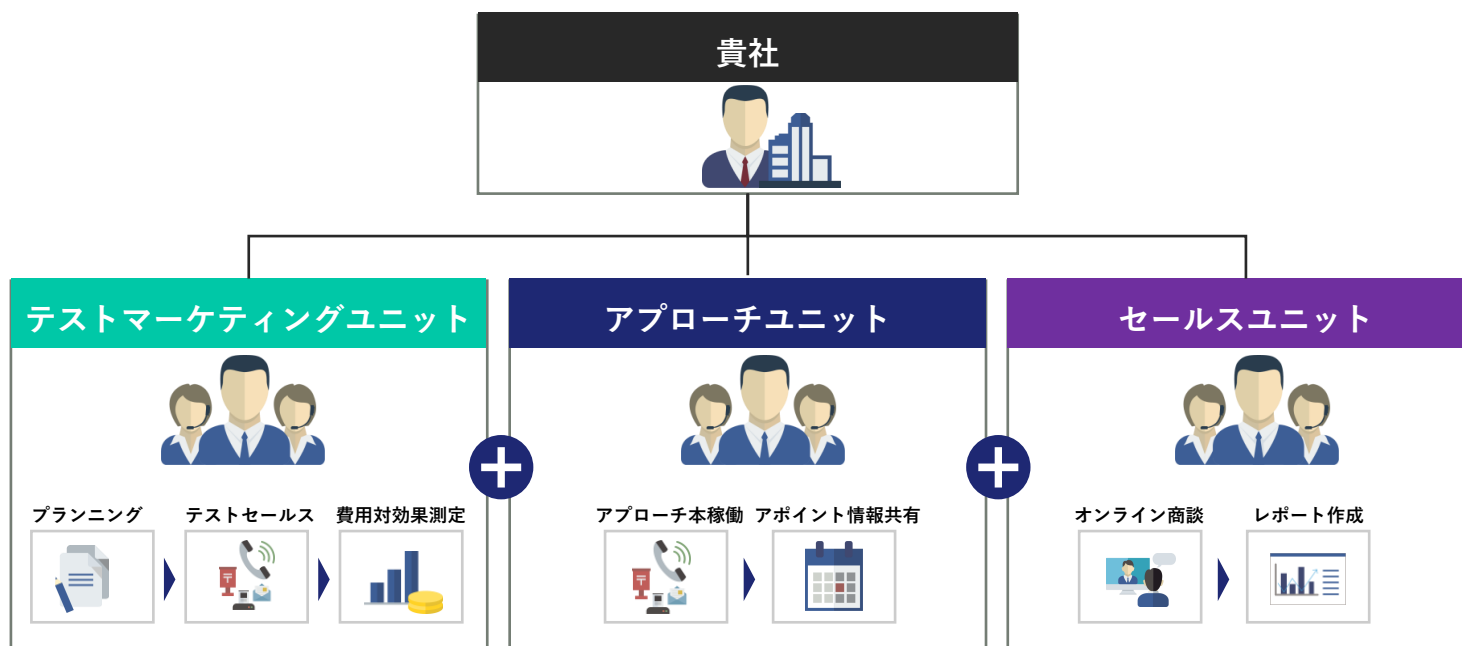 貴社
テストマーケティングユニット
アプローチユニット
セールスユニット
プランニング
テストセールス
費用対効果測定
アプローチ本稼働
アポイント情報共有
オンライン商談
レポート作成
〒
〒